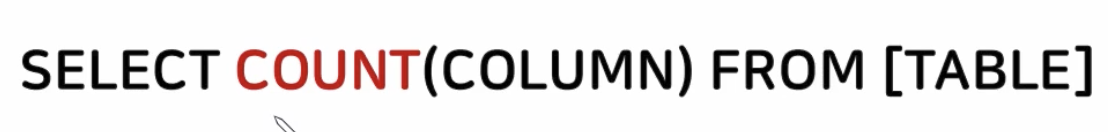 SELECT COUNT(COLUMN) FROM [TABLE]